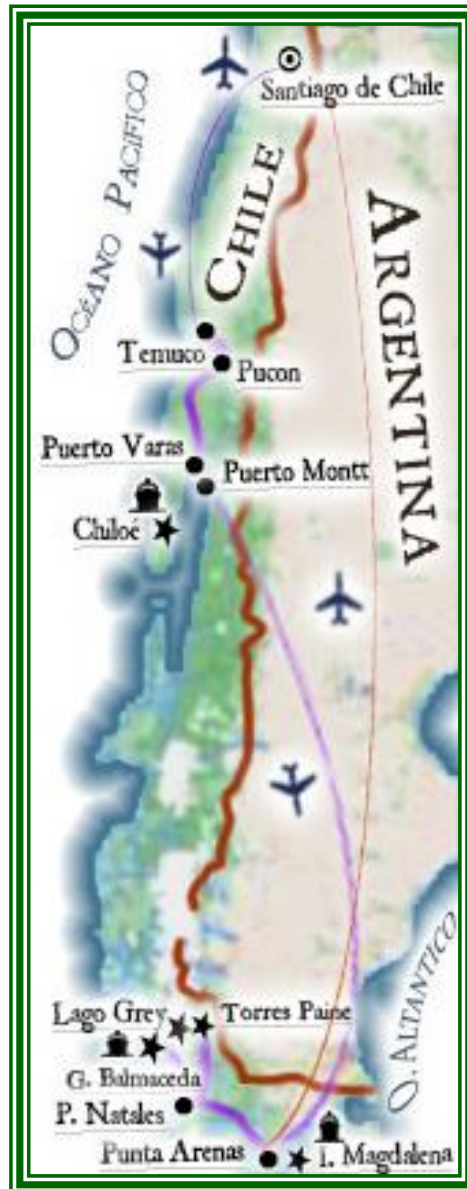 Santiago de Chile
OCÉANO PACÍFICO
CHILE
ARGENTINA
Temuco
Pucon
Puerto Varas
Puerto Montt
Chiloé
Lago Grey
Torres Paine
G. Balmaceda
O. ALTANTICO
P. Natales
Punta Arenas
I. Magdalena